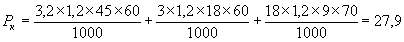 Pк = 3,2×1,2×45×60/1000 + 3×1,2×18×60/1000 + 18×1,2×9×70/1000 = 27,9